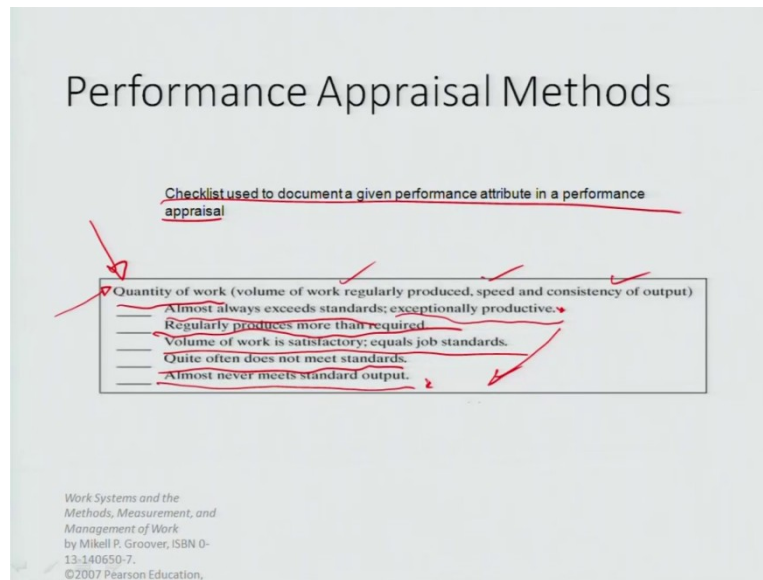 Performance Appraisal Methods
Checklist used to document a given performance attribute in a performance
appraisal
Quantity of work (volume of work regularly produced, speed and consistency of output)
____ Almost always exceeds standards; exceptionally productive.
____ Regularly produces more than required.
____ Volume of work is satisfactory; equals job standards.
____ Quite often does not meet standards.
____ Almost never meets standard output.
Work Systems and the
Methods, Measurement, and
Management of Work
by Mikell P. Groover, ISBN 0-
13-140650-7.
©2007 Pearson Education,